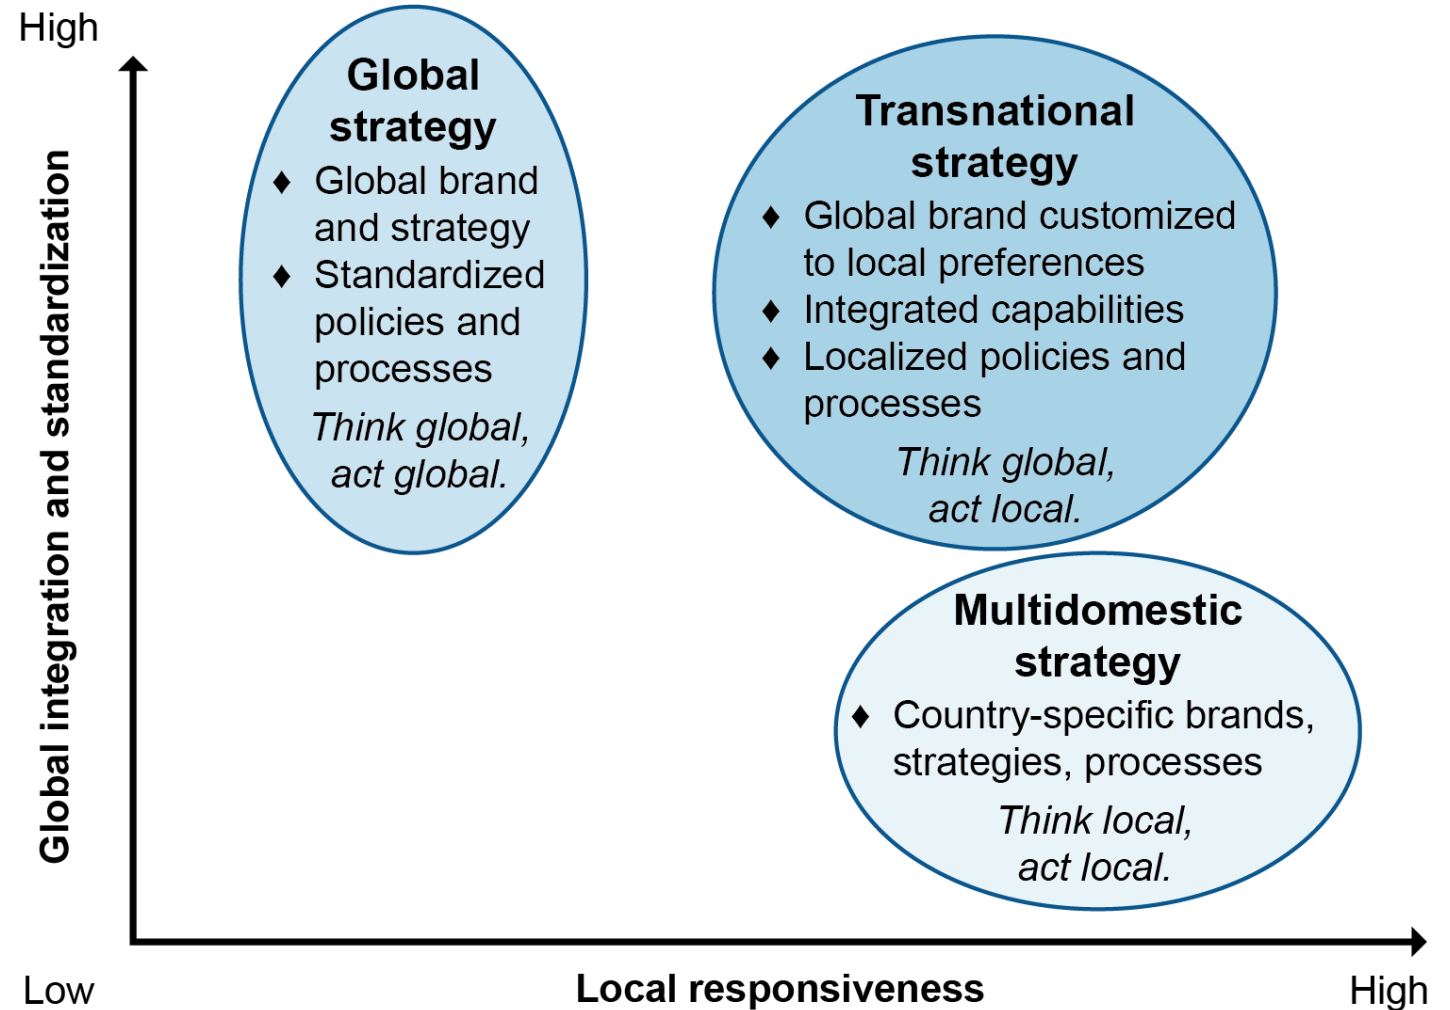 High
Global integration and standardization
Global
strategy
♦ Global brand
and strategy
♦ Standardized
policies and
processes
Think global,
act global.
Transnational
strategy
♦ Global brand customized
to local preferences
♦ Integrated capabilities
♦ Localized policies and
processes
Think global,
act local.
Multidomestic
strategy
♦ Country-specific brands,
strategies, processes
Think local,
act local.
Low
Local responsiveness
High